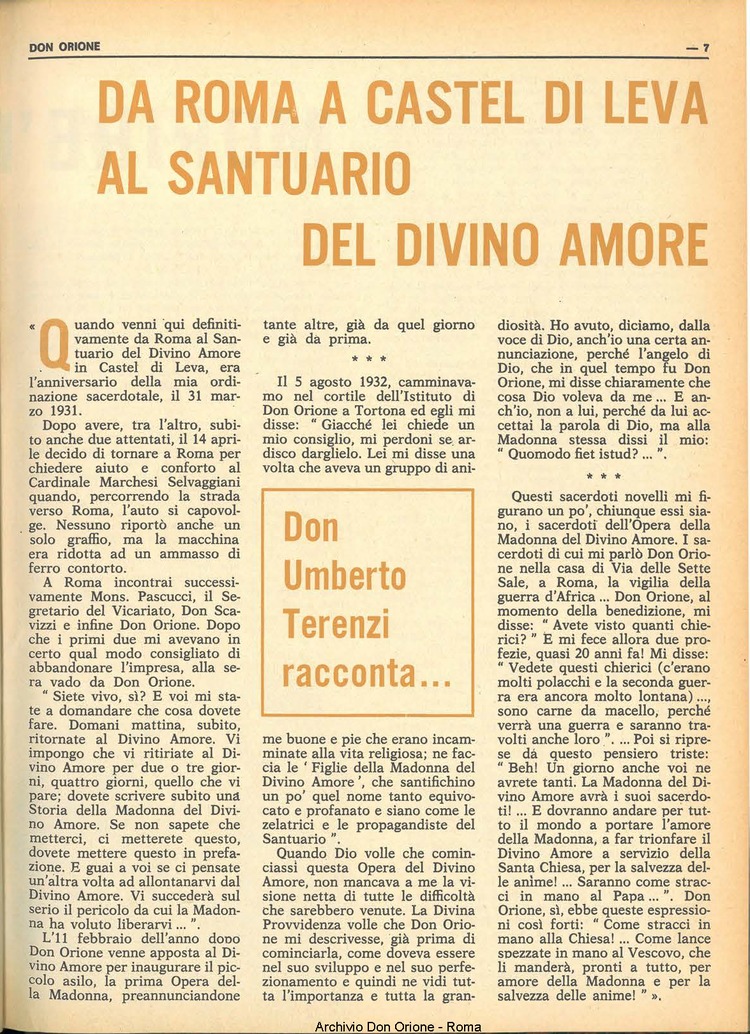 DON ORIONE
— 7
DA ROMA A CASTEL DI LEVA
AL SANTUARIO
DEL DIVINO AMORE
« Quando venni qui definiti-
vamente da Roma al San-
tuario del Divino Amore
in Castel di Leva, era
l'anniversario della mia ordi-
nazione sacerdotale, il 31 mar-
zo 1931.
Dopo avere, tra l'altro, subi-
to anche due attentati, il 14 apri-
le decido di tornare a Roma per
chiedere aiuto e conforto al
Cardinale Marchesi Selvaggiani
quando, percorrendo la strada
verso Roma, l'auto si capovol-
ge. Nessuno riportò anche un
solo graffio, ma la macchina
era ridotta ad un ammasso di
ferro contorto.
A Roma incontrai successi-
vamente Mons. Pascucci, il Se-
gretario del Vicariato, Don Sca-
vizzi e infine Don Orione. Dopo
che i primi due mi avevano in
certo qual modo consigliato di
abbandonare l'impresa, alla se-
ra vado da Don Orione.
" Siete vivo, sì? E voi mi sta-
te a domandare che cosa dovete
fare. Domani mattina, subito,
ritornate al Divino Amore. Vi
impongo che vi ritiriate al Di-
vino Amore per due o tre gior-
ni, quattro giorni, quello che vi
pare; dovete scrivere subito una
Storia della Madonna del Divi-
no Amore. Se non sapete che
metterci, ci metterete questo,
dovete mettere questo in prefa-
zione. E guai a voi se ci pensate
un'altra volta ad allontanarvi dal
Divino Amore. Vi succederà sul
serio il pericolo da cui la Madon-
na ha voluto liberarvi ... ".
L'11 febbraio dell'anno dopo
Don Orione venne apposta al Di-
vino Amore per inaugurare il pic-
colo asilo, la prima Opera del-
la Madonna, preannunciandone
tante altre, già da quel giorno
e già da prima.
* * *
Il 5 agosto 1932, camminava-
mo nel cortile dell'Istituto di
Don Orione a Tortona ed egli mi
disse: " Giacché lei chiede un
mio consiglio, mi perdoni se ar-
disco darglielo. Lei mi disse una
volta che aveva un gruppo di ani-
Don
Umberto
Terenzi
racconta...
me buone e pie che erano incam-
minate alla vita religiosa; ne fac-
cia le ' Figlie della Madonna del
Divino Amore ', che santifichino
un po' quel nome tanto equivo-
cato e profanato e siano come le
zelatrici e le propagandiste del
Santuario ".
Quando Dio volle che comin-
ciassi questa Opera del Divino
Amore, non mancava a me la vi-
sione netta di tutte le difficoltà
che sarebbero venute. La Divina
Provvidenza volle che Don Orio-
ne mi descrivesse, già prima di
cominciarla, come doveva essere
nel suo sviluppo e nel suo perfe-
zionamento e quindi ne vidi tut-
ta l'importanza e tutta la gran-
diosità. Ho avuto, diciamo, dalla
voce di Dio, anch'io una certa an-
nunciazione, perché l'angelo di
Dio, che in quel tempo fu Don
Orione, mi disse chiaramente che
cosa Dio voleva da me ... E an-
ch'io, non a lui, perché da lui ac-
cettai la parola di Dio, ma alla
Madonna stessa dissi il mio:
" Quomodo fiet istud? ... ".
* * *
Questi sacerdoti novelli mi fi-
gurano un po', chiunque essi sia-
no, i sacerdoti dell'Opera della
Madonna del Divino Amore. I sa-
cerdoti di cui mi parlò Don Orio-
ne nella casa di Via delle Sette
Sale, a Roma, la vigilia della
guerra d'Africa ... Don Orione, al
momento della benedizione, mi
disse: " Avete visto quanti chie-
rici? " E mi fece allora due pro-
fezie, quasi 20 anni fa! Mi disse:
" Vedete questi chierici (c'erano
molti polacchi e la seconda guer-
ra era ancora molto lontana) ...,
sono carne da macello, perché
verrà una guerra e saranno tra-
volti anche loro ". ... Poi si ripre-
se da questo pensiero triste:
" Beh! Un giorno anche voi ne
avrete tanti. La Madonna del Di-
vino Amore avrà i suoi sacerdo-
ti! ... E dovranno andare per tut-
to il mondo a portare l'amore
della Madonna, a far trionfare il
Divino Amore a servizio della
Santa Chiesa, per la salvezza del-
le anime! ... Saranno come strac-
ci in mano al Papa ... ". Don
Orione, sì, ebbe queste espressio-
ni così forti: " Come stracci in
mano alla Chiesa! ... Come lance
spezzate in mano al Vescovo, che
li manderà, pronti a tutto, per
amore della Madonna e per la
salvezza delle anime! " ».
Archivio Don Orione - Roma